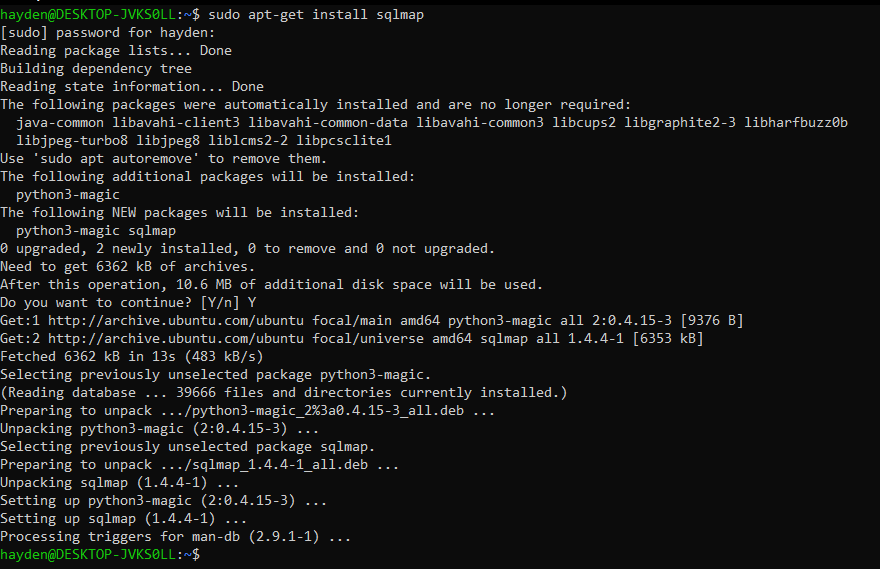 hayden@DESKTOP-JVKS0LL:~$ sudo apt-get install sqlmap
[sudo] password for hayden:
Reading package lists... Done
Building dependency tree
Reading state information... Done
The following packages were automatically installed and are no longer required:
  java-common libavahi-client3 libavahi-common-data libavahi-common3 libcups2 libgraphite2-3 libharfbuzz0b
  libjpeg-turbo8 libjpeg8 liblcms2-2 libpcsclite1
Use 'sudo apt autoremove' to remove them.
The following additional packages will be installed:
  python3-magic
The following NEW packages will be installed:
  python3-magic sqlmap
0 upgraded, 2 newly installed, 0 to remove and 0 not upgraded.
Need to get 6362 kB of archives.
After this operation, 10.6 MB of additional disk space will be used.
Do you want to continue? [Y/n] Y
Get:1 http://archive.ubuntu.com/ubuntu focal/main amd64 python3-magic all 2:0.4.15-3 [9376 B]
Get:2 http://archive.ubuntu.com/ubuntu focal/universe amd64 sqlmap all 1.4.4-1 [6353 kB]
Fetched 6362 kB in 13s (483 kB/s)
Selecting previously unselected package python3-magic.
(Reading database ... 39666 files and directories currently installed.)
Preparing to unpack .../python3-magic_2%3a0.4.15-3_all.deb ...
Unpacking python3-magic (2:0.4.15-3) ...
Selecting previously unselected package sqlmap.
Preparing to unpack .../sqlmap_1.4.4-1_all.deb ...
Unpacking sqlmap (1.4.4-1) ...
Setting up python3-magic (2:0.4.15-3) ...
Setting up sqlmap (1.4.4-1) ...
Processing triggers for man-db (2.9.1-1) ...
hayden@DESKTOP-JVKS0LL:~$